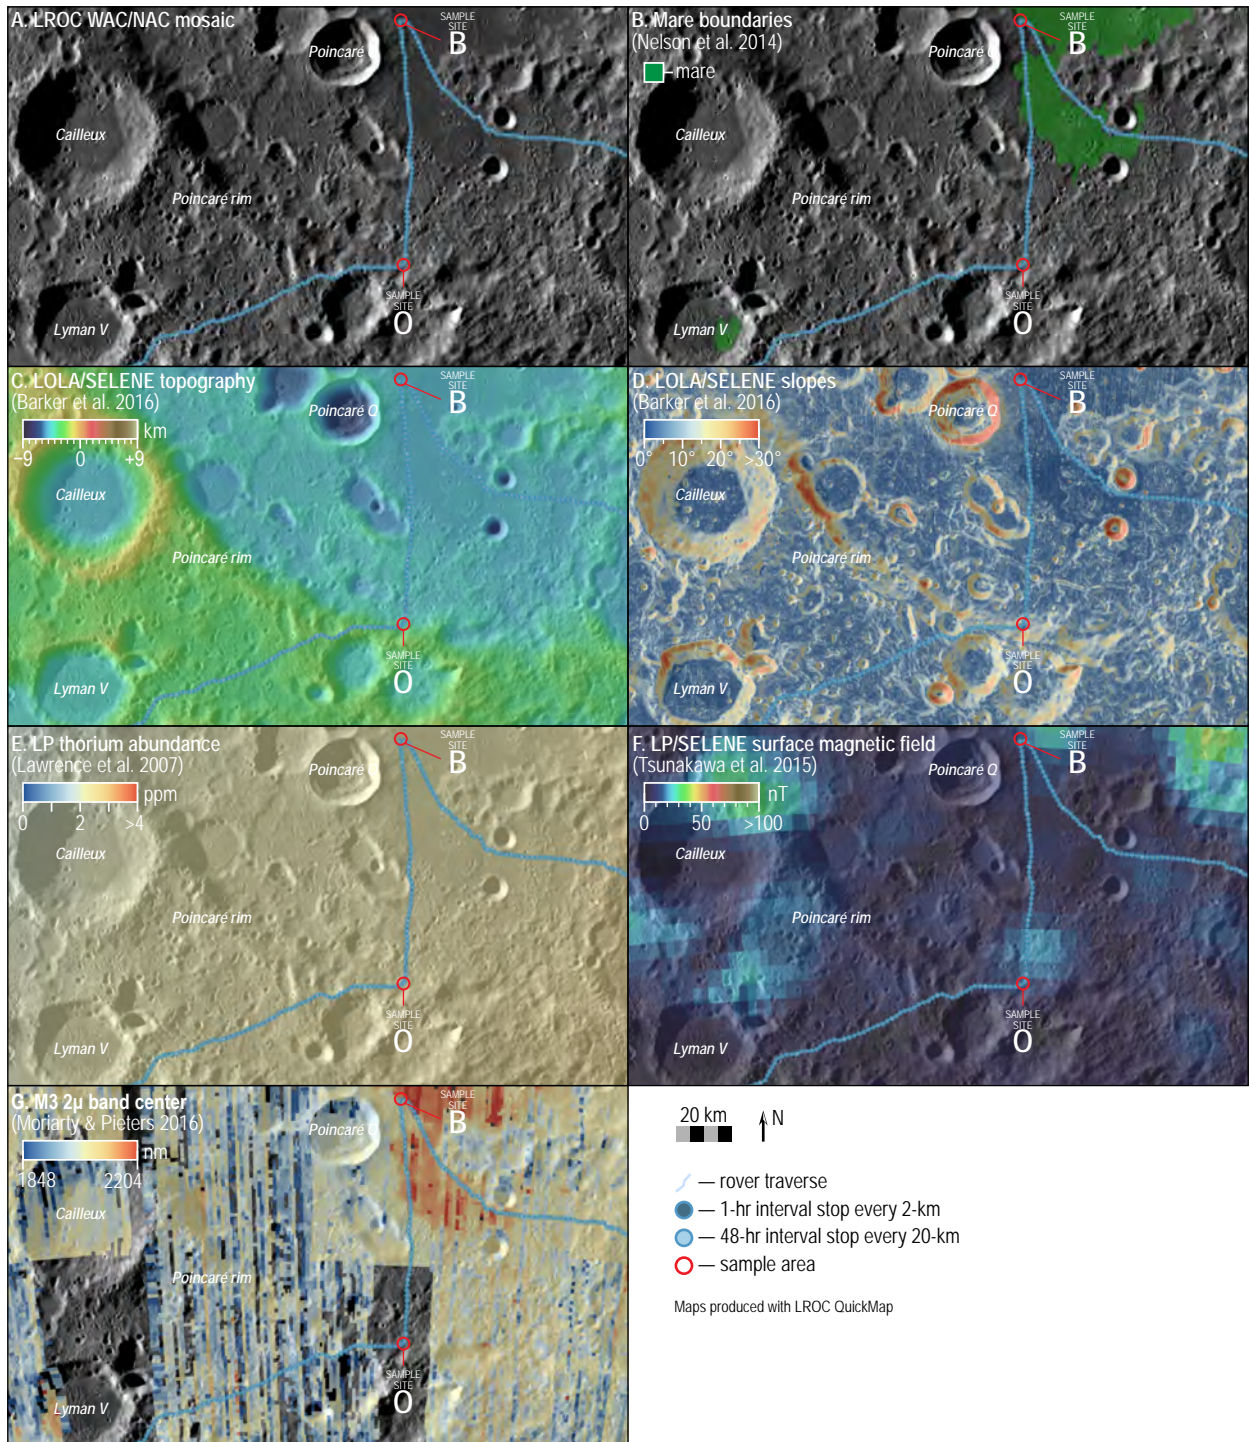 A. LROC WAC/NAC mosaic
SAMPLE
SITE
B
Poincaré Q
Cailleux
Poincaré rim
SAMPLE
SITE
O
Lyman V
B. Mare boundaries
(Nelson et al. 2014)
mare
SAMPLE
SITE
B
Poincaré Q
Cailleux
Poincaré rim
SAMPLE
SITE
O
Lyman V
C. LOLA/SELENE topography
(Barker et al. 2016)
km
−9 0 +9
SAMPLE
SITE
B
Poincaré Q
Cailleux
Poincaré rim
SAMPLE
SITE
O
Lyman V
D. LOLA/SELENE slopes
(Barker et al. 2016)
0° 10° 20° >30°
SAMPLE
SITE
B
Poincaré Q
Cailleux
Poincaré rim
SAMPLE
SITE
O
Lyman V
E. LP thorium abundance
(Lawrence et al. 2007)
ppm
0 2 >4
SAMPLE
SITE
B
Poincaré Q
Cailleux
Poincaré rim
SAMPLE
SITE
O
Lyman V
F. LP/SELENE surface magnetic field
(Tsunakawa et al. 2015)
nT
0 50 >100
SAMPLE
SITE
B
Poincaré Q
Cailleux
Poincaré rim
SAMPLE
SITE
O
Lyman V
G. M3 2μ band center
(Moriarty & Pieters 2016)
nm
1848 2204
SAMPLE
SITE
B
Poincaré Q
Cailleux
Poincaré rim
SAMPLE
SITE
O
Lyman V
20 km
N
— rover traverse
— 1-hr interval stop every 2-km
— 48-hr interval stop every 20-km
— sample area
Maps produced with LROC QuickMap